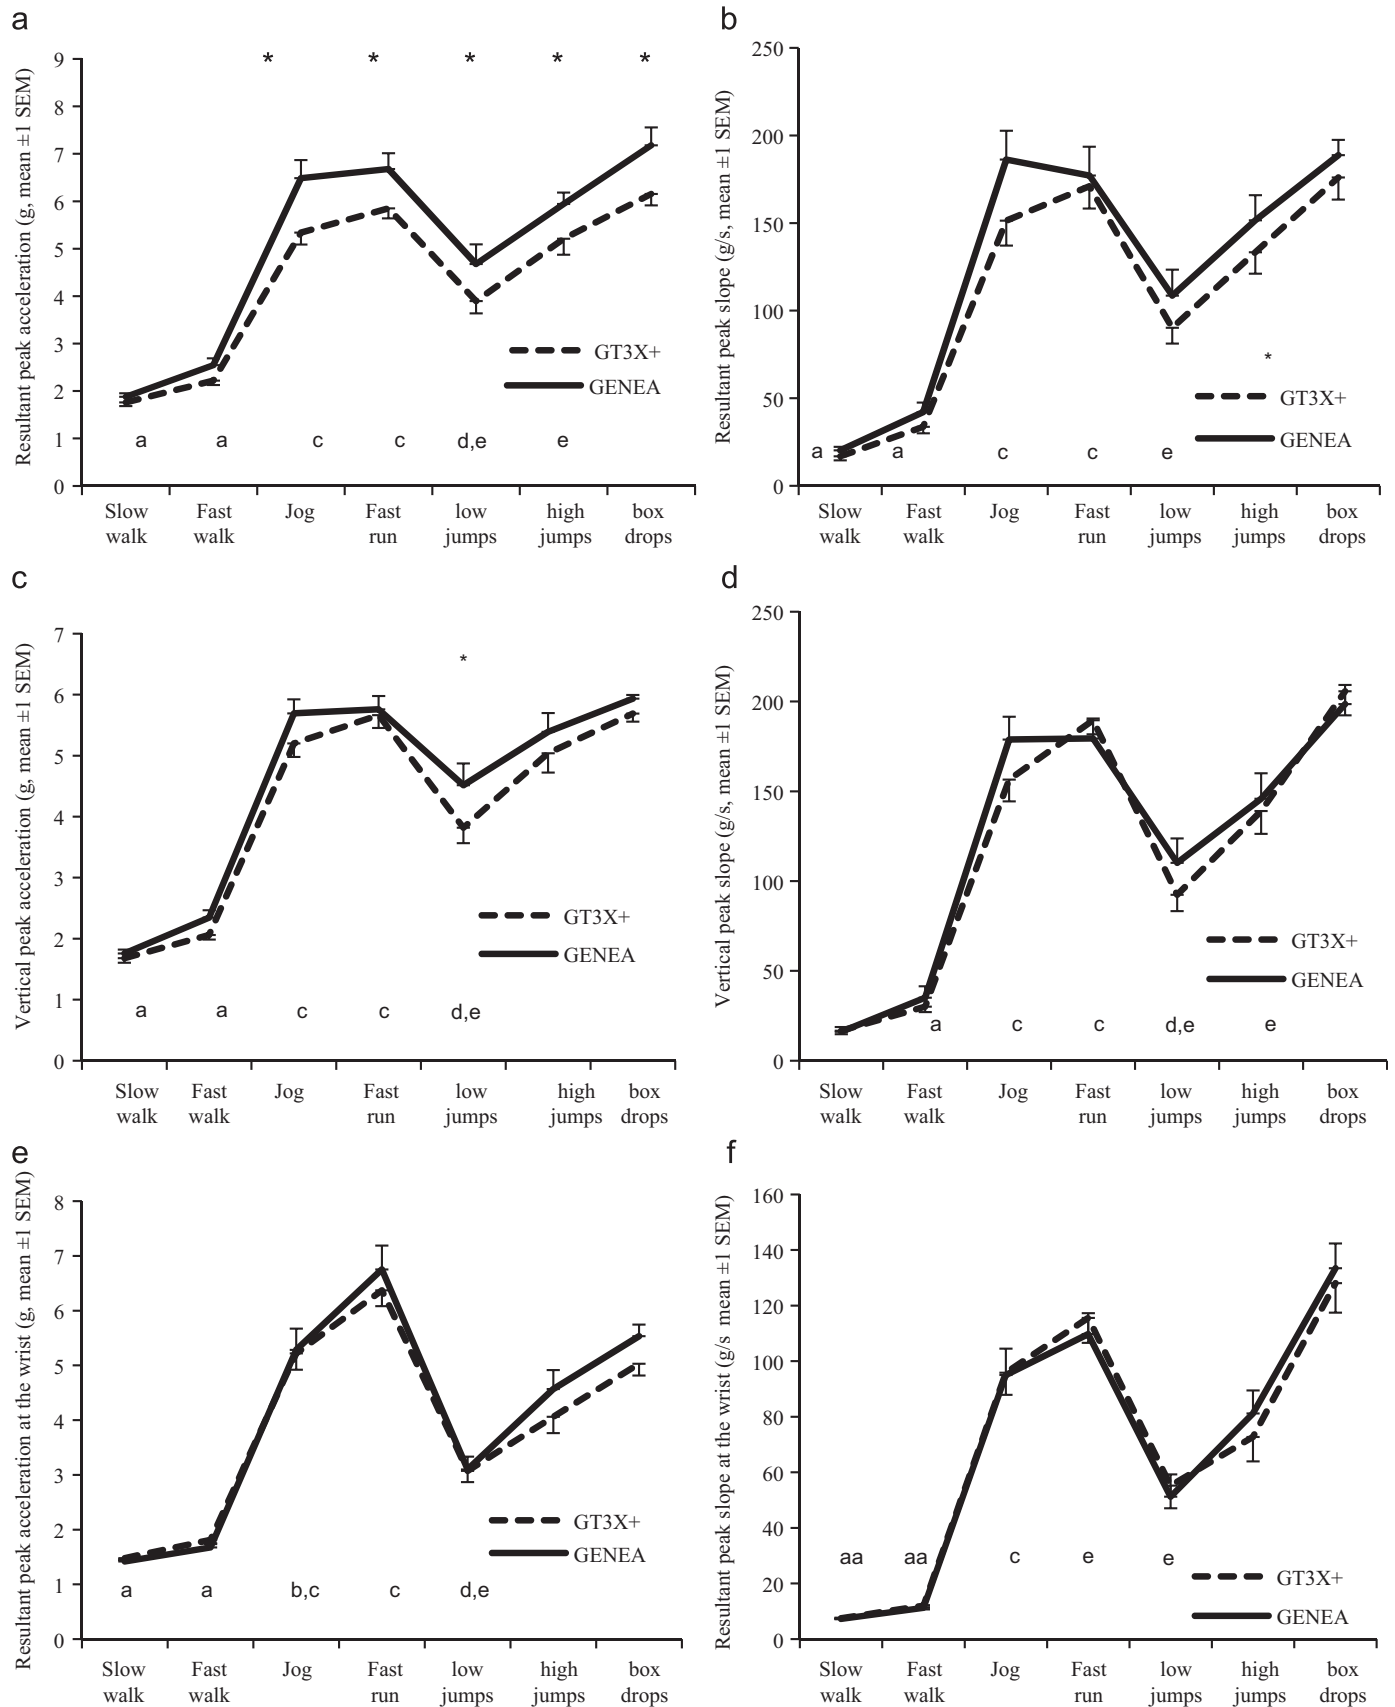 a
Resultant peak acceleration (g, mean ±1 SEM)
9
8
7
6
5
4
3
2
1
0
* * * * *
GT3X+
GENEA
a a c c d,e e
Slow walk
Fast walk
Jog
Fast run
low jumps
high jumps
box drops
b
Resultant peak slope (g/s, mean ±1 SEM)
250
200
150
100
50
0
*
GT3X+
GENEA
a a c c e
Slow walk
Fast walk
Jog
Fast run
low jumps
high jumps
box drops
c
Vertical peak acceleration (g, mean ±1 SEM)
7
6
5
4
3
2
1
0
*
GT3X+
GENEA
a a c c d,e
Slow walk
Fast walk
Jog
Fast run
low jumps
high jumps
box drops
d
Vertical peak slope (g/s, mean ±1 SEM)
250
200
150
100
50
0
GT3X+
GENEA
a c c d,e e
Slow walk
Fast walk
Jog
Fast run
low jumps
high jumps
box drops
e
Resultant peak acceleration at the wrist (g, mean ±1 SEM)
8
7
6
5
4
3
2
1
0
GT3X+
GENEA
a a b,c c d,e
Slow walk
Fast walk
Jog
Fast run
low jumps
high jumps
box drops
f
Resultant peak slope at the wrist (g/s mean ±1 SEM)
160
140
120
100
80
60
40
20
0
GT3X+
GENEA
aa aa c e e
Slow walk
Fast walk
Jog
Fast run
low jumps
high jumps
box drops